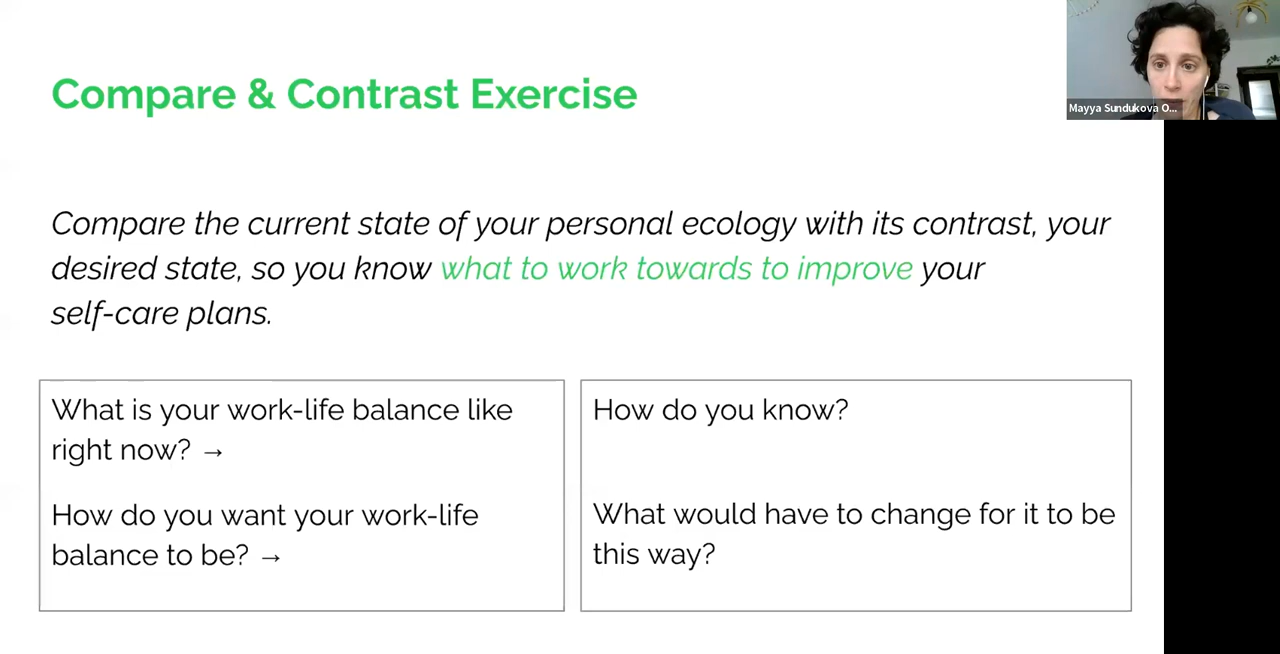 Compare & Contrast Exercise
Mayya Sundukova O...
Compare the current state of your personal ecology with its contrast, your
desired state, so you know what to work towards to improve your
self-care plans.
What is your work-life balance like
right now? →
How do you want your work-life
balance to be? →
How do you know?
What would have to change for it to be
this way?